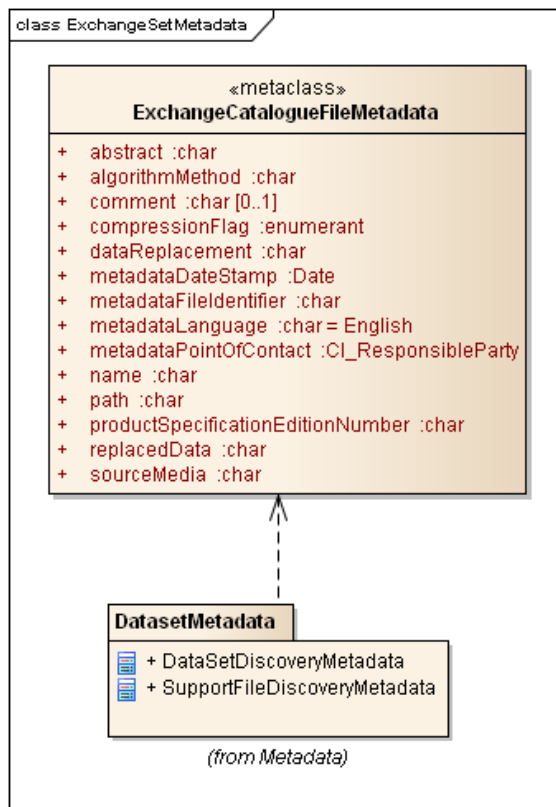 class ExchangeSetMetadata
«metaclass»
ExchangeCatalogueFileMetadata
+ abstract :char
+ algorithmMethod :char
+ comment :char [0..1]
+ compressionFlag :enumerant
+ dataReplacement :char
+ metadataDateStamp :Date
+ metadataFileIdentifier :char
+ metadataLanguage :char = English
+ metadataPointOfContact :CI_ResponsibleParty
+ name :char
+ path :char
+ productSpecificationEditionNumber :char
+ replacedData :char
+ sourceMedia :char
DatasetMetadata
+ DataSetDiscoveryMetadata
+ SupportFileDiscoveryMetadata
(from Metadata)